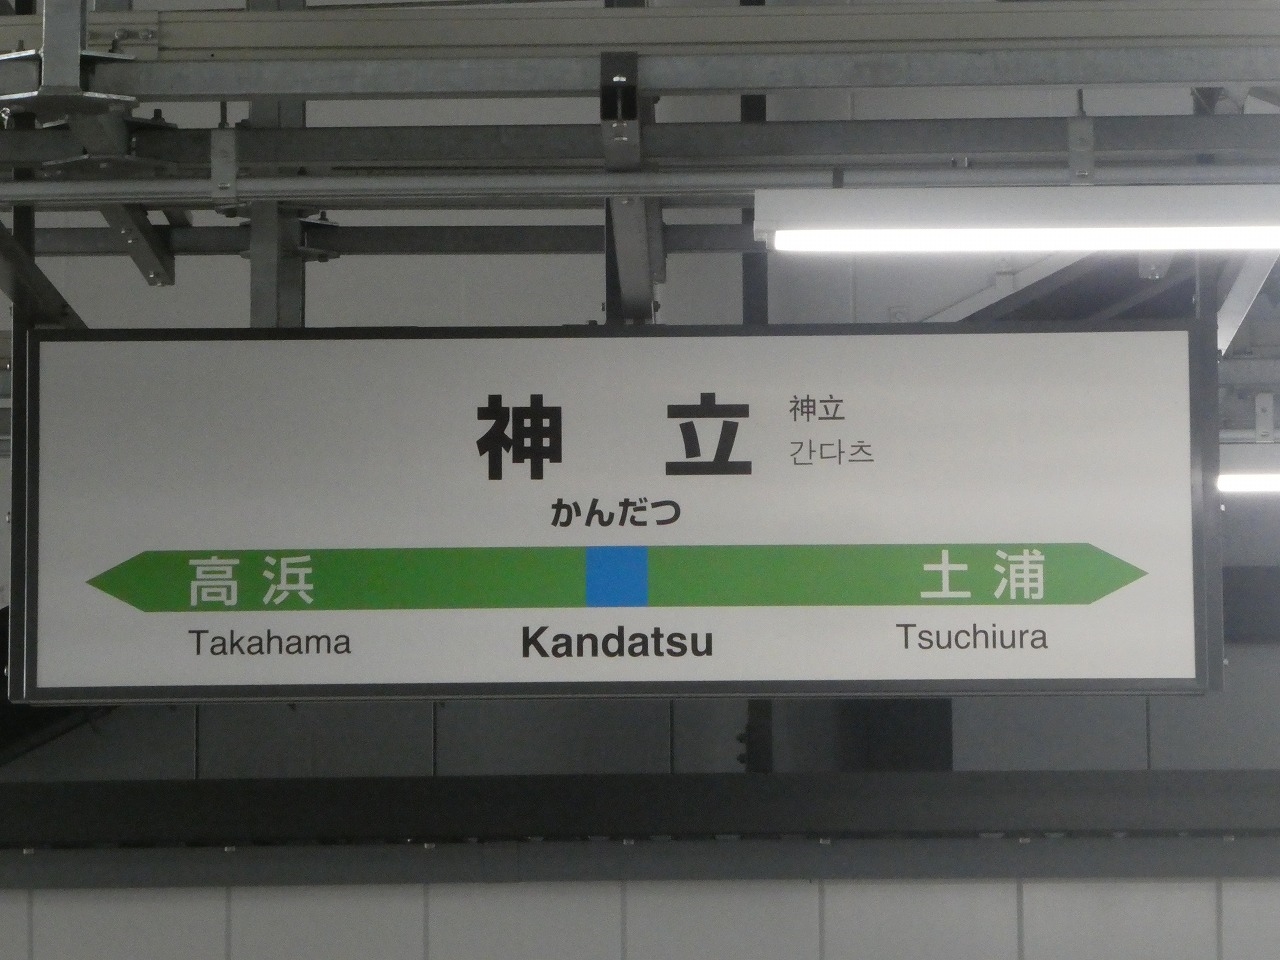 神立
神立
간다츠
かんだつ
高浜 土浦
Takahama Kandatsu Tsuchiura